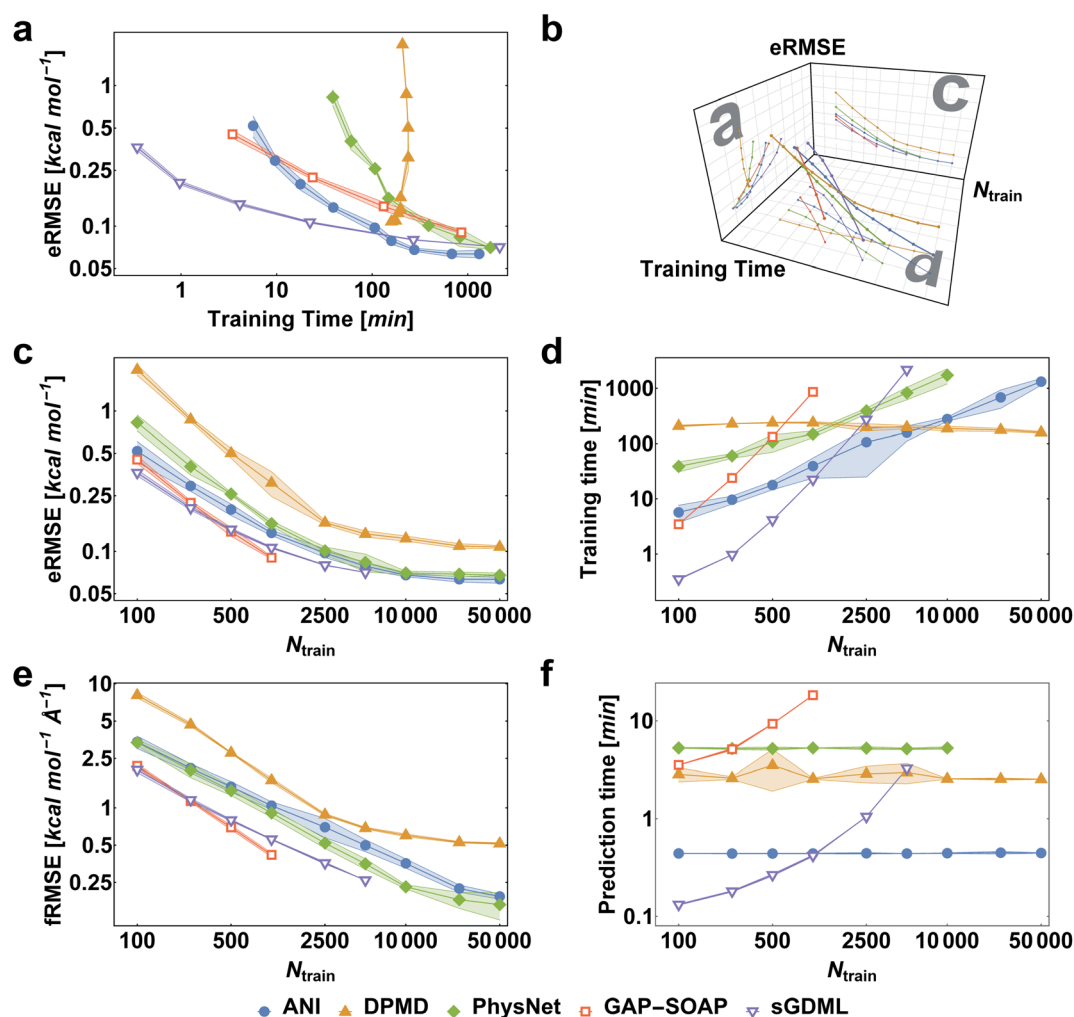 a
eRMSE [kcal mol⁻¹]
1
0.5
0.25
0.1
0.05
1 10 100 1000
Training Time [min]
b
eRMSE
a
c
d
N_train
Training Time
c
eRMSE [kcal mol⁻¹]
1
0.5
0.25
0.1
0.05
100 500 2500 10 000 50 000
N_train
d
Training time [min]
1000
100
10
1
100 500 2500 10 000 50 000
N_train
e
fRMSE [kcal mol⁻¹ Å⁻¹]
10
5
2.5
1
0.5
0.25
100 500 2500 10 000 50 000
N_train
f
Prediction time [min]
10
1
0.1
100 500 2500 10 000 50 000
N_train
ANI DPMD PhysNet GAP–SOAP sGDML